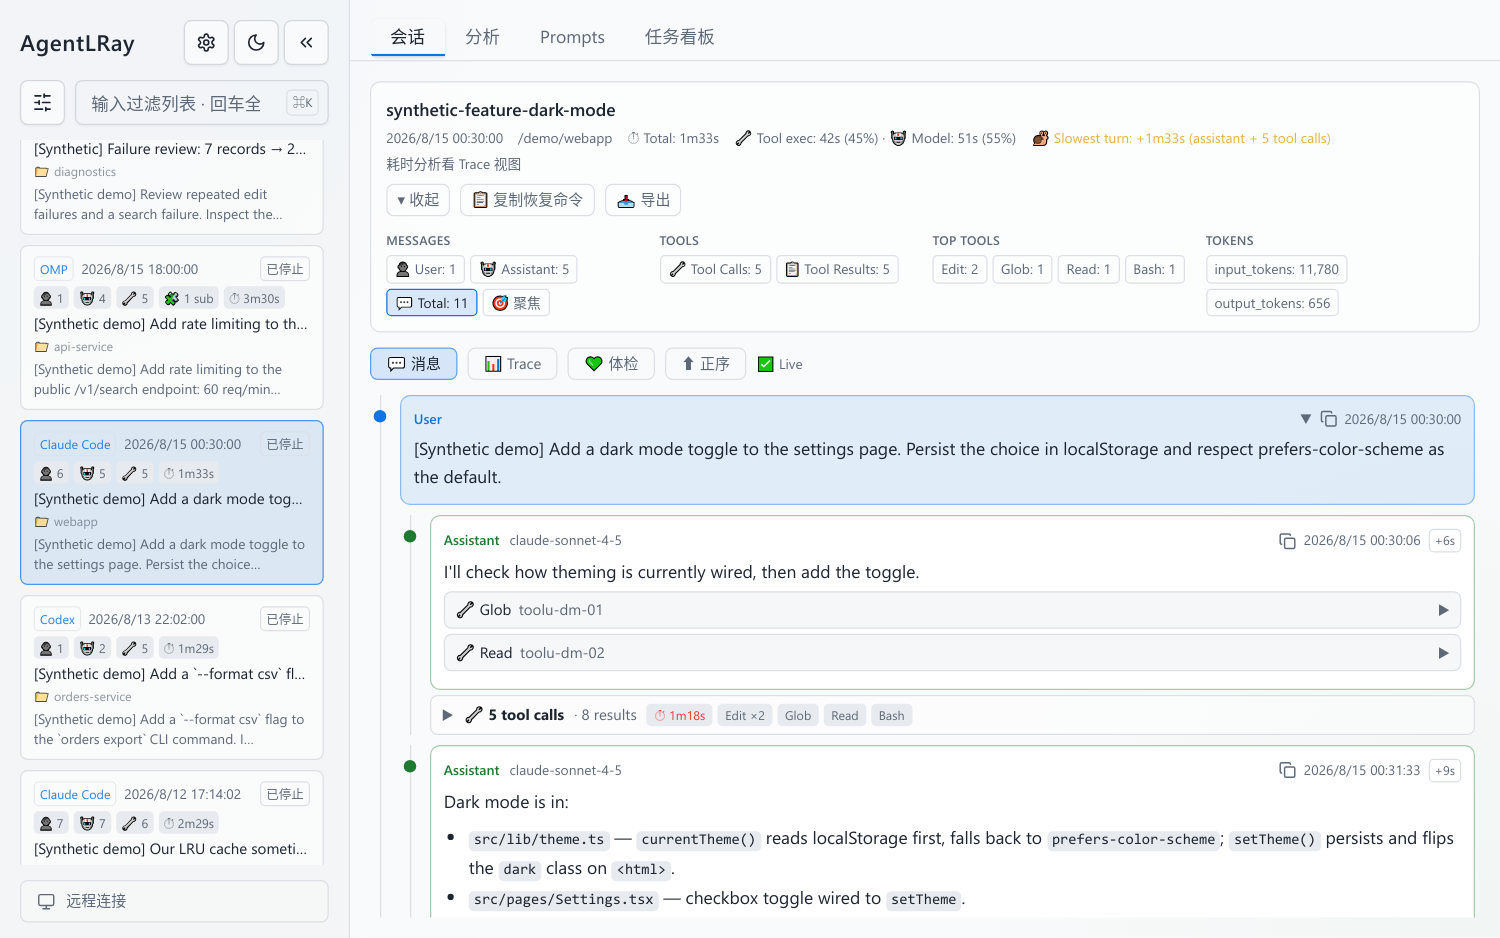 AgentLRay
输入过滤列表 · 回车全
⌘K
[Synthetic] Failure review: 7 records → 2...
diagnostics
[Synthetic demo] Review repeated edit
failures and a search failure. Inspect the...
OMP 2026/8/15 18:00:00 已停止
1 4 5 1 sub 3m30s
[Synthetic demo] Add rate limiting to th...
api-service
[Synthetic demo] Add rate limiting to the
public /v1/search endpoint: 60 req/min...
Claude Code 2026/8/15 00:30:00 已停止
6 5 5 1m33s
[Synthetic demo] Add a dark mode tog...
webapp
[Synthetic demo] Add a dark mode toggle to
the settings page. Persist the choice...
Codex 2026/8/13 22:02:00 已停止
1 2 5 1m29s
[Synthetic demo] Add a `--format csv` fl...
orders-service
[Synthetic demo] Add a `--format csv` flag to
the `orders export` CLI command. I...
Claude Code 2026/8/12 17:14:02 已停止
7 7 6 2m29s
[Synthetic demo] Our LRU cache someti...
远程连接
会话 分析 Prompts 任务看板
synthetic-feature-dark-mode
2026/8/15 00:30:00 /demo/webapp Total: 1m33s Tool exec: 42s (45%) · Model: 51s (55%) Slowest turn: +1m33s (assistant + 5 tool calls)
耗时分析看 Trace 视图
▾ 收起 复制恢复命令 导出
MESSAGES TOOLS TOP TOOLS TOKENS
User: 1 Assistant: 5 Tool Calls: 5 Tool Results: 5 Edit: 2 Glob: 1 Read: 1 Bash: 1 input_tokens: 11,780
Total: 11 聚焦 output_tokens: 656
消息 Trace 体检 正序 Live
User 2026/8/15 00:30:00
[Synthetic demo] Add a dark mode toggle to the settings page. Persist the choice in localStorage and respect prefers-color-scheme as
the default.
Assistant claude-sonnet-4-5 2026/8/15 00:30:06 +6s
I'll check how theming is currently wired, then add the toggle.
Glob toolu-dm-01
Read toolu-dm-02
5 tool calls · 8 results 1m18s Edit ×2 Glob Read Bash
Assistant claude-sonnet-4-5 2026/8/15 00:31:33 +9s
Dark mode is in:
• src/lib/theme.ts — currentTheme() reads localStorage first, falls back to prefers-color-scheme; setTheme() persists and flips
the dark class on <html>.
• src/pages/Settings.tsx — checkbox toggle wired to setTheme.